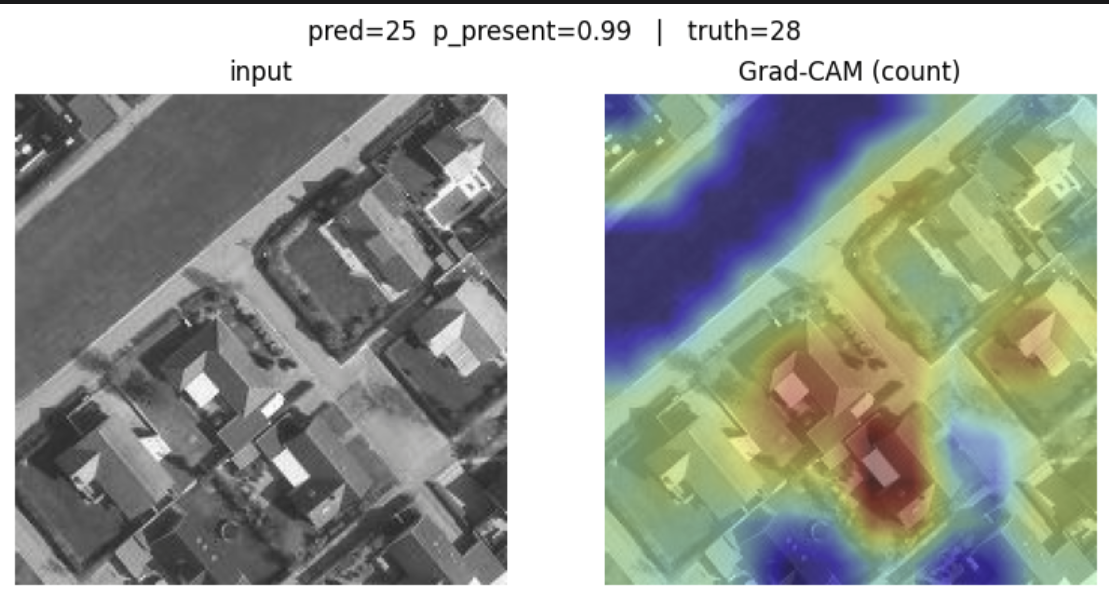 pred=25  p_present=0.99   |   truth=28
input
Grad-CAM (count)